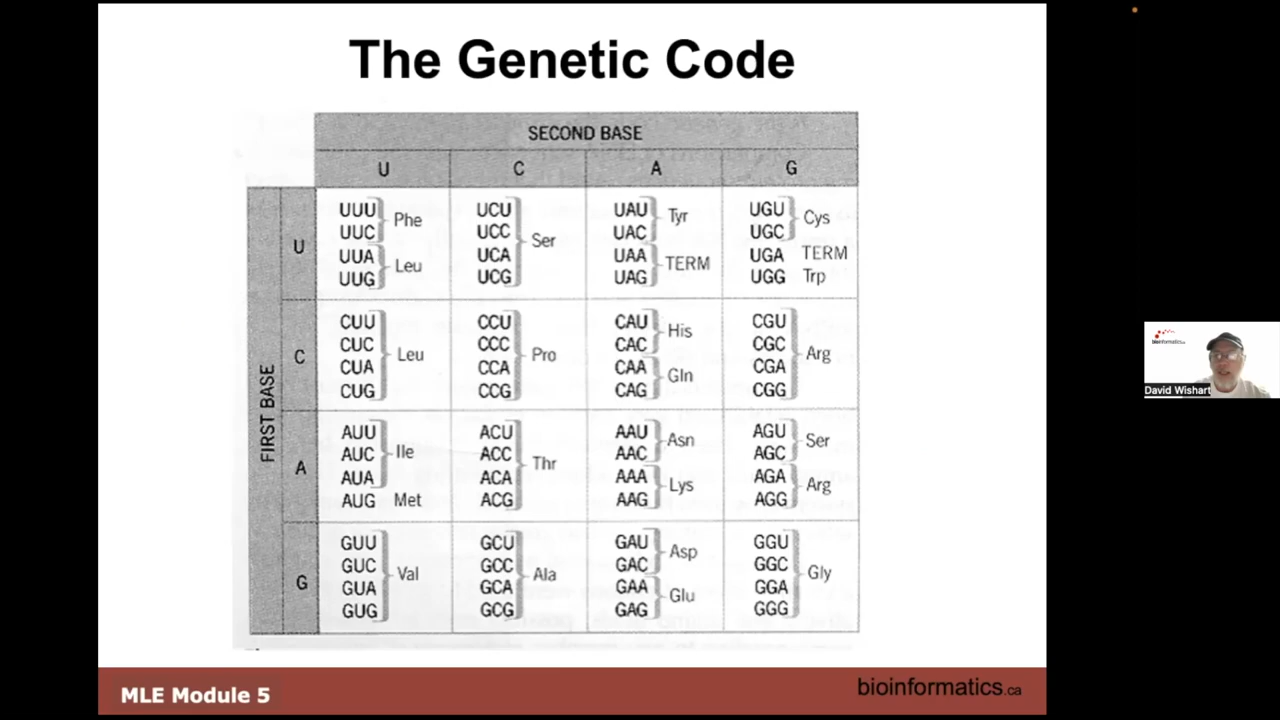 The Genetic Code
SECOND BASE
U C A G
FIRST BASE
U
UUU UCU UAU UGU
Phe Tyr Cys
UUC UCC UAC UGC
Ser
UUA UCA UAA UGA TERM
Leu TERM
UUG UCG UAG UGG Trp
C
CUU CCU CAU CGU
His
CUC CCC CAC CGC
Leu Pro Arg
CUA CCA CAA CGA
Gln
CUG CCG CAG CGG
A
AUU ACU AAU AGU
Asn Ser
AUC ACC AAC AGC
Ile Thr
AUA ACA AAA AGA
Lys Arg
AUG Met ACG AAG AGG
G
GUU GCU GAU GGU
Asp
GUC GCC GAC GGC
Val Ala Gly
GUA GCA GAA GGA
Glu
GUG GCG GAG GGG
MLE Module 5
bioinformatics.ca
bioinformatics.ca
David Wishart